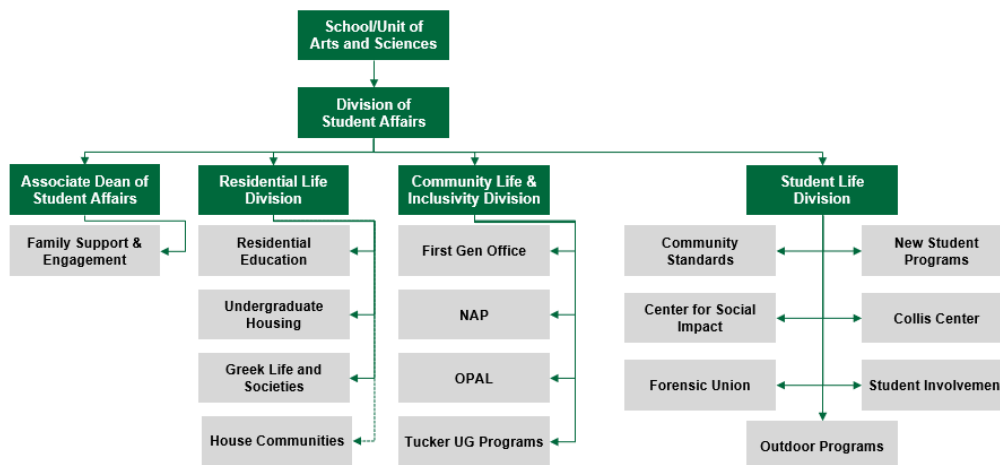 School/Unit of
Arts and Sciences
Division of
Student Affairs
Associate Dean of
Student Affairs
Residential Life
Division
Community Life &
Inclusivity Division
Student Life
Division
Family Support &
Engagement
Residential
Education
First Gen Office
Community
Standards
New Student
Programs
Undergraduate
Housing
NAP
Center for Social
Impact
Collis Center
Greek Life and
Societies
OPAL
Forensic Union
Student Involvemen
House Communities
Tucker UG Programs
Outdoor Programs